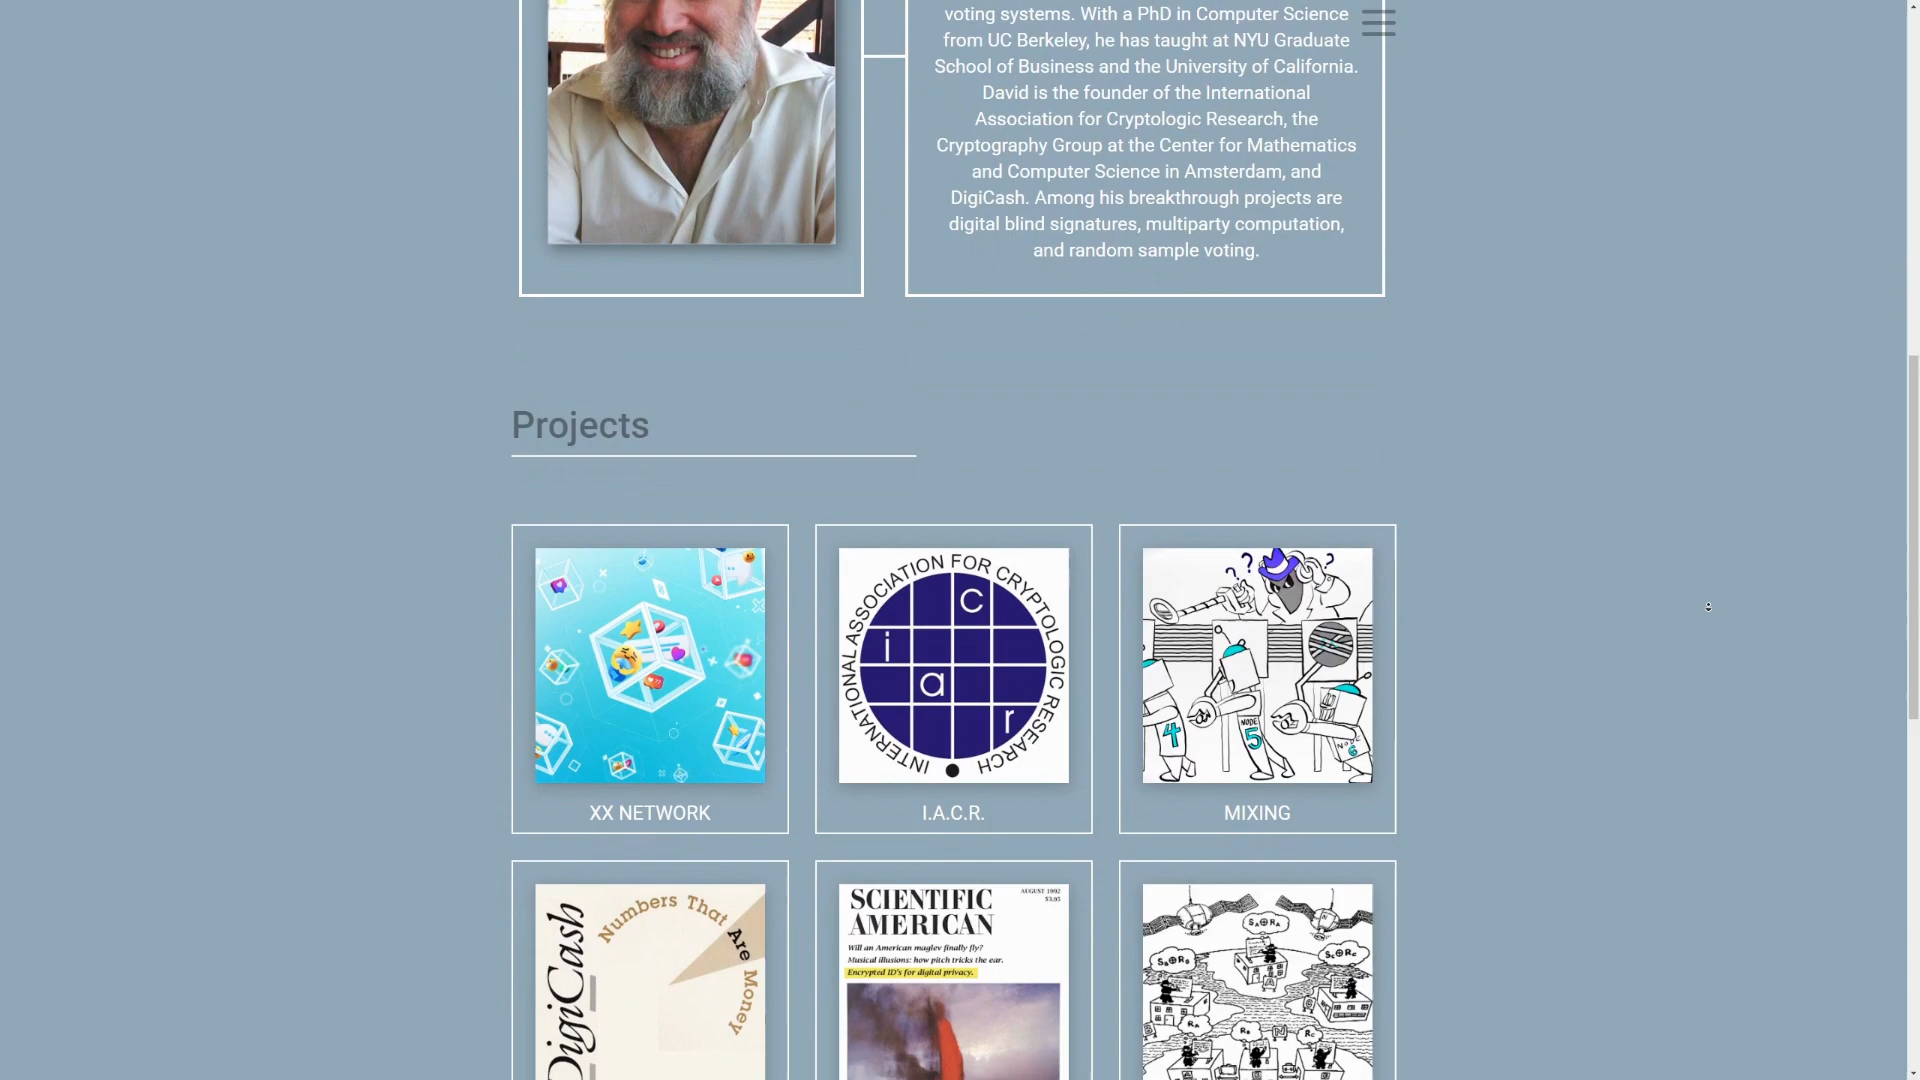 voting systems. With a PhD in Computer Science
from UC Berkeley, he has taught at NYU Graduate
School of Business and the University of California.
David is the founder of the International
Association for Cryptologic Research, the
Cryptography Group at the Center for Mathematics
and Computer Science in Amsterdam, and
DigiCash. Among his breakthrough projects are
digital blind signatures, multiparty computation,
and random sample voting.
Projects
INTERNATIONAL ASSOCIATION FOR CRYPTOLOGIC RESEARCH
c
i
a
r
? ? ?
4
NODE
5
NODE
6
XX NETWORK
I.A.C.R.
MIXING
DigiCash
Numbers That Are Money
SCIENTIFIC
AMERICAN
AUGUST 1992
$3.95
Will an American maglev finally fly?
Musical illusions: how pitch tricks the ear.
Encrypted ID's for digital privacy.